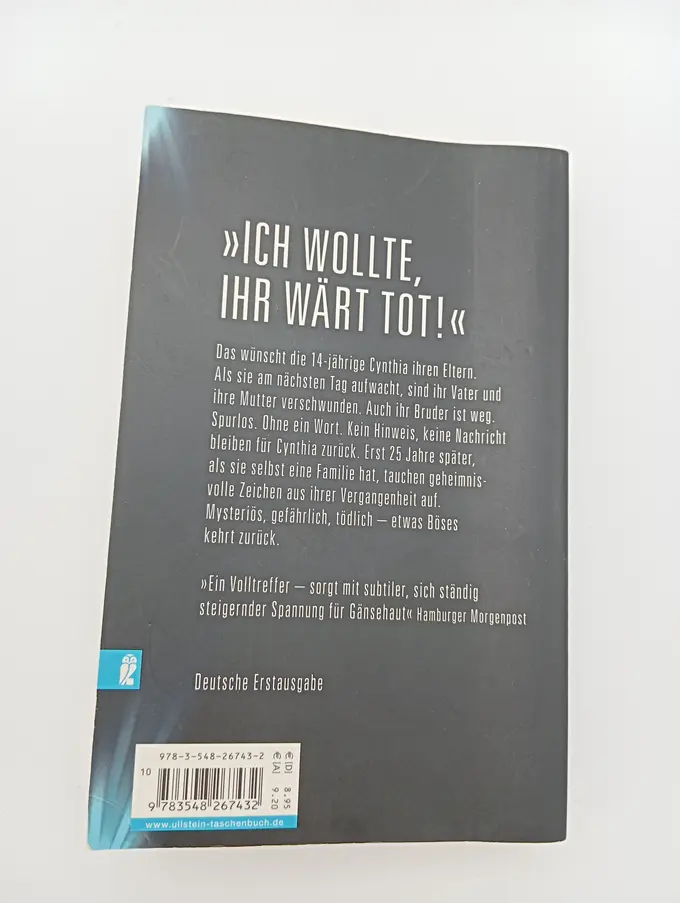 »ICH WOLLTE,
IHR WÄRT TOT!«
Das wünscht die 14-jährige Cynthia ihren Eltern.
Als sie am nächsten Tag aufwacht, sind ihr Vater und
ihre Mutter verschwunden. Auch ihr Bruder ist weg.
Spurlos. Ohne ein Wort. Kein Hinweis, keine Nachricht
bleiben für Cynthia zurück. Erst 25 Jahre später,
als sie selbst eine Familie hat, tauchen geheimnis-
volle Zeichen aus ihrer Vergangenheit auf.
Mysteriös, gefährlich, tödlich – etwas Böses
kehrt zurück.
»Ein Volltreffer – sorgt mit subtiler, sich ständig
steigernder Spannung für Gänsehaut« Hamburger Morgenpost
Deutsche Erstausgabe
978-3-548-26743-2
10
9 783548 267432
€ [D] 8.95
€ [A] 9.20
www.ullstein-taschenbuch.de